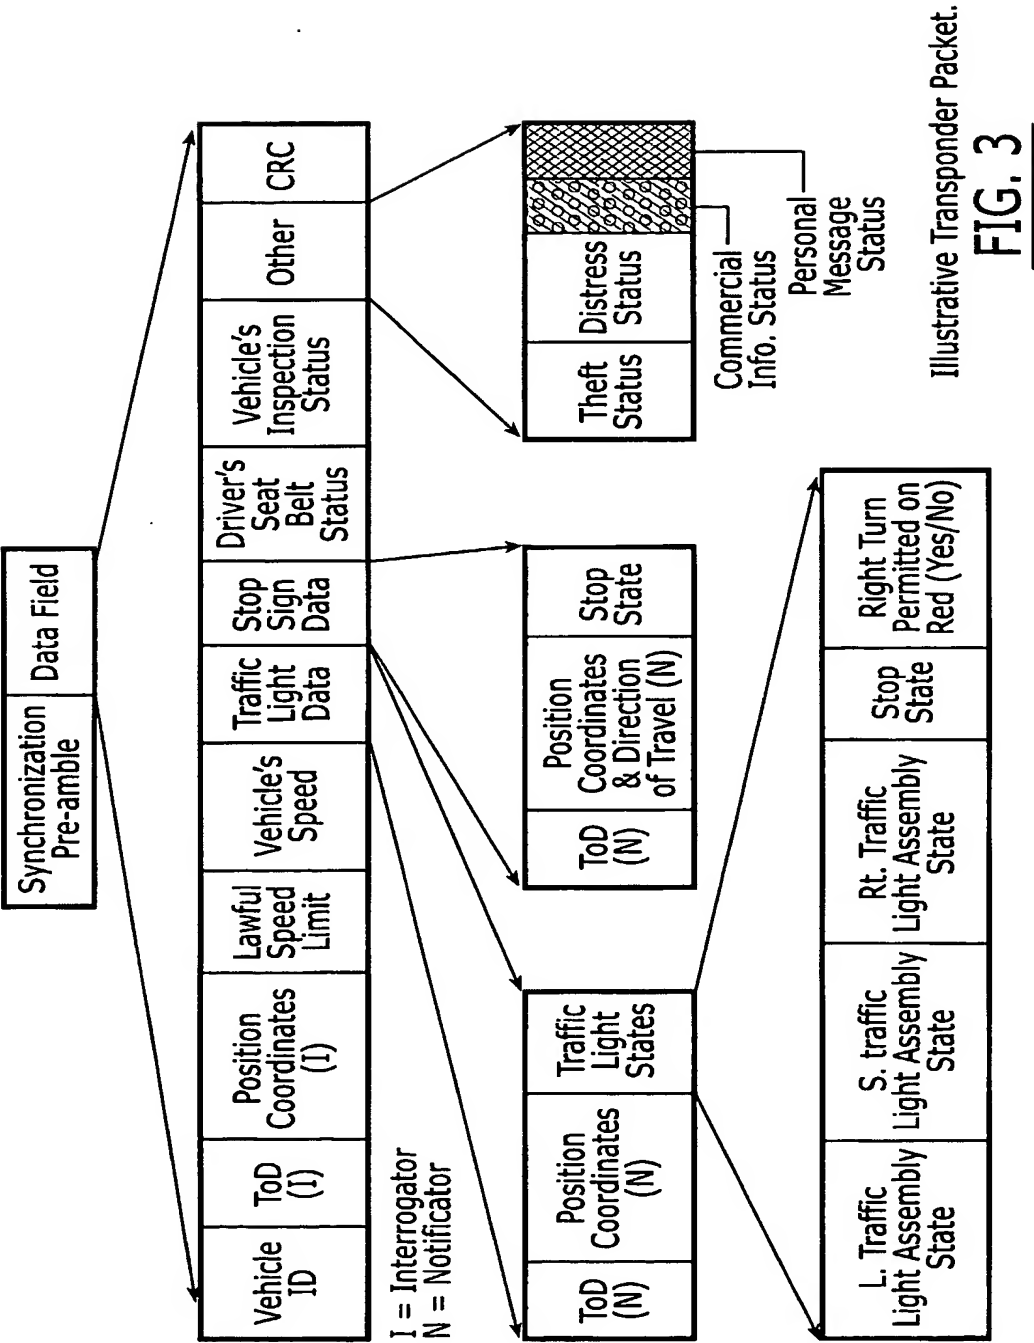 Synchronization
Pre-amble
Data Field
Vehicle
ID
ToD
(I)
Position
Coordinates
(I)
Lawful
Speed
Limit
Vehicle's
Speed
Traffic
Light
Data
Stop
Sign
Data
Driver's
Seat
Belt
Status
Vehicle's
Inspection
Status
Other
CRC
I = Interrogator
N = Notificator
ToD
(N)
Position
Coordinates
(N)
Traffic
Light
States
ToD
(N)
Position
Coordinates
& Direction
of Travel (N)
Stop
State
Theft
Status
Distress
Status
Commercial
Info. Status
Personal
Message
Status
L. Traffic
Light Assembly
State
S. traffic
Light Assembly
State
Rt. Traffic
Light Assembly
State
Stop
State
Right Turn
Permitted on
Red (Yes/No)
Illustrative Transponder Packet.
FIG. 3